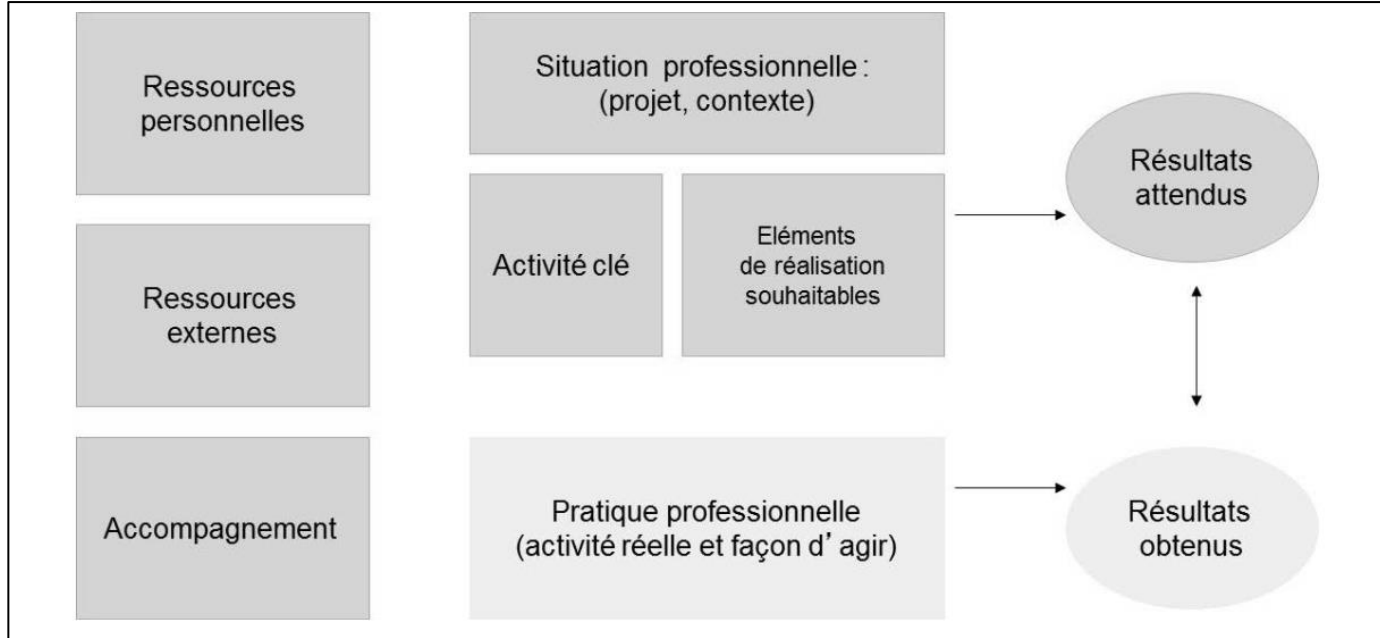 Ressources
personnelles
Ressources
externes
Accompagnement
Situation professionnelle :
(projet, contexte)
Activité clé
Eléments
de réalisation
souhaitables
Pratique professionnelle
(activité réelle et façon d’ agir)
Résultats
attendus
Résultats
obtenus